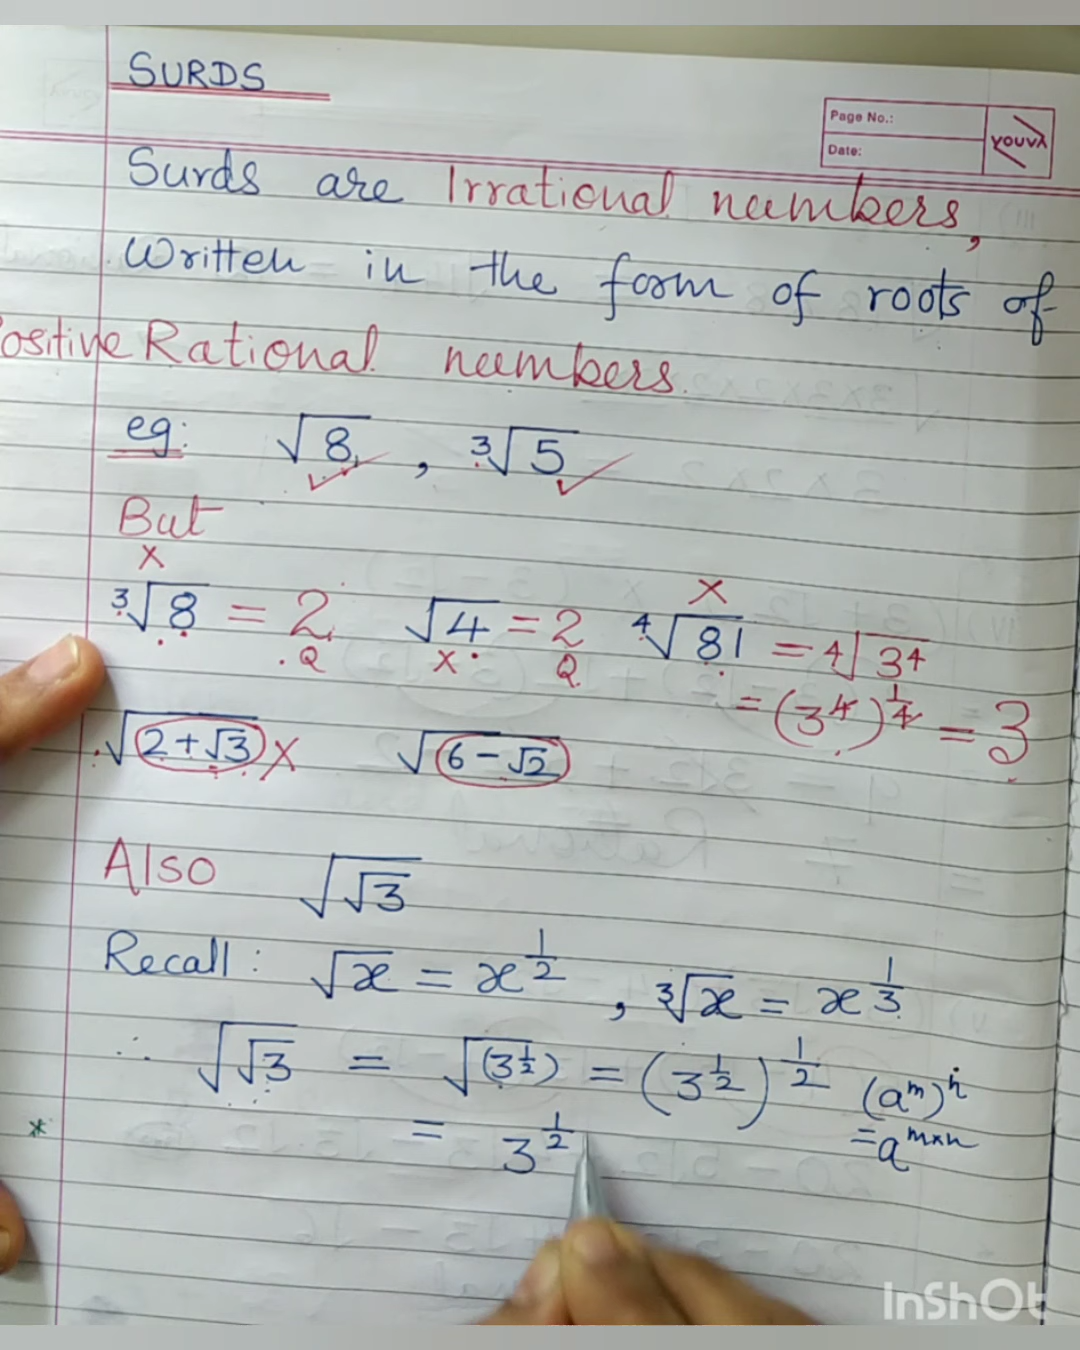 SURDS
Page No.:
Date:
YOUVA
Surds are Irrational numbers,
Written in the form of roots of
ositive Rational numbers.
eg: √8, ∛5
But
X X
∛8 = 2 √4 = 2 ∜81 = ∜3⁴
Q X Q
= (3⁴)^(1/4) = 3
√(2+√3) X √(6-√2)
Also √√3
Recall: √x = x^(1/2), ∛x = x^(1/3)
∴ √√3 = √(3^(1/2)) = (3^(1/2))^(1/2) (a^m)^n
= 3^(1/2) = a^(m×n)
*
InShOt